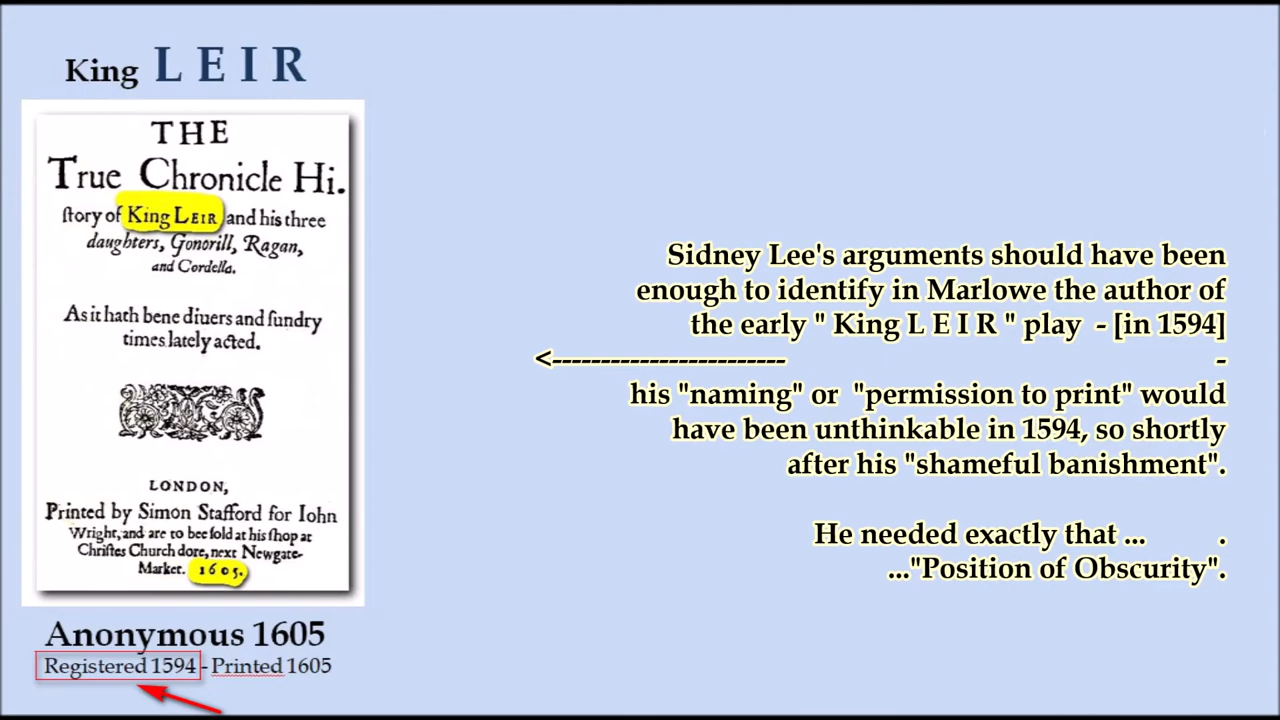 King L E I R
THE
True Chronicle Hi.
ſtory of King LEIR and his three
daughters, Gonorill, Ragan,
and Cordella.
As it hath bene diuers and ſundry
times lately acted.
LONDON,
Printed by Simon Stafford for Iohn
Wright, and are to bee ſold at his ſhop at
Chriſtes Church dore, next Newgate-
Market. 1605.
Anonymous 1605
Registered 1594 - Printed 1605
Sidney Lee's arguments should have been
enough to identify in Marlowe the author of
the early " King L E I R " play - [in 1594]
<------------------------ -
his "naming" or "permission to print" would
have been unthinkable in 1594, so shortly
after his "shameful banishment".
He needed exactly that ... .
..."Position of Obscurity".